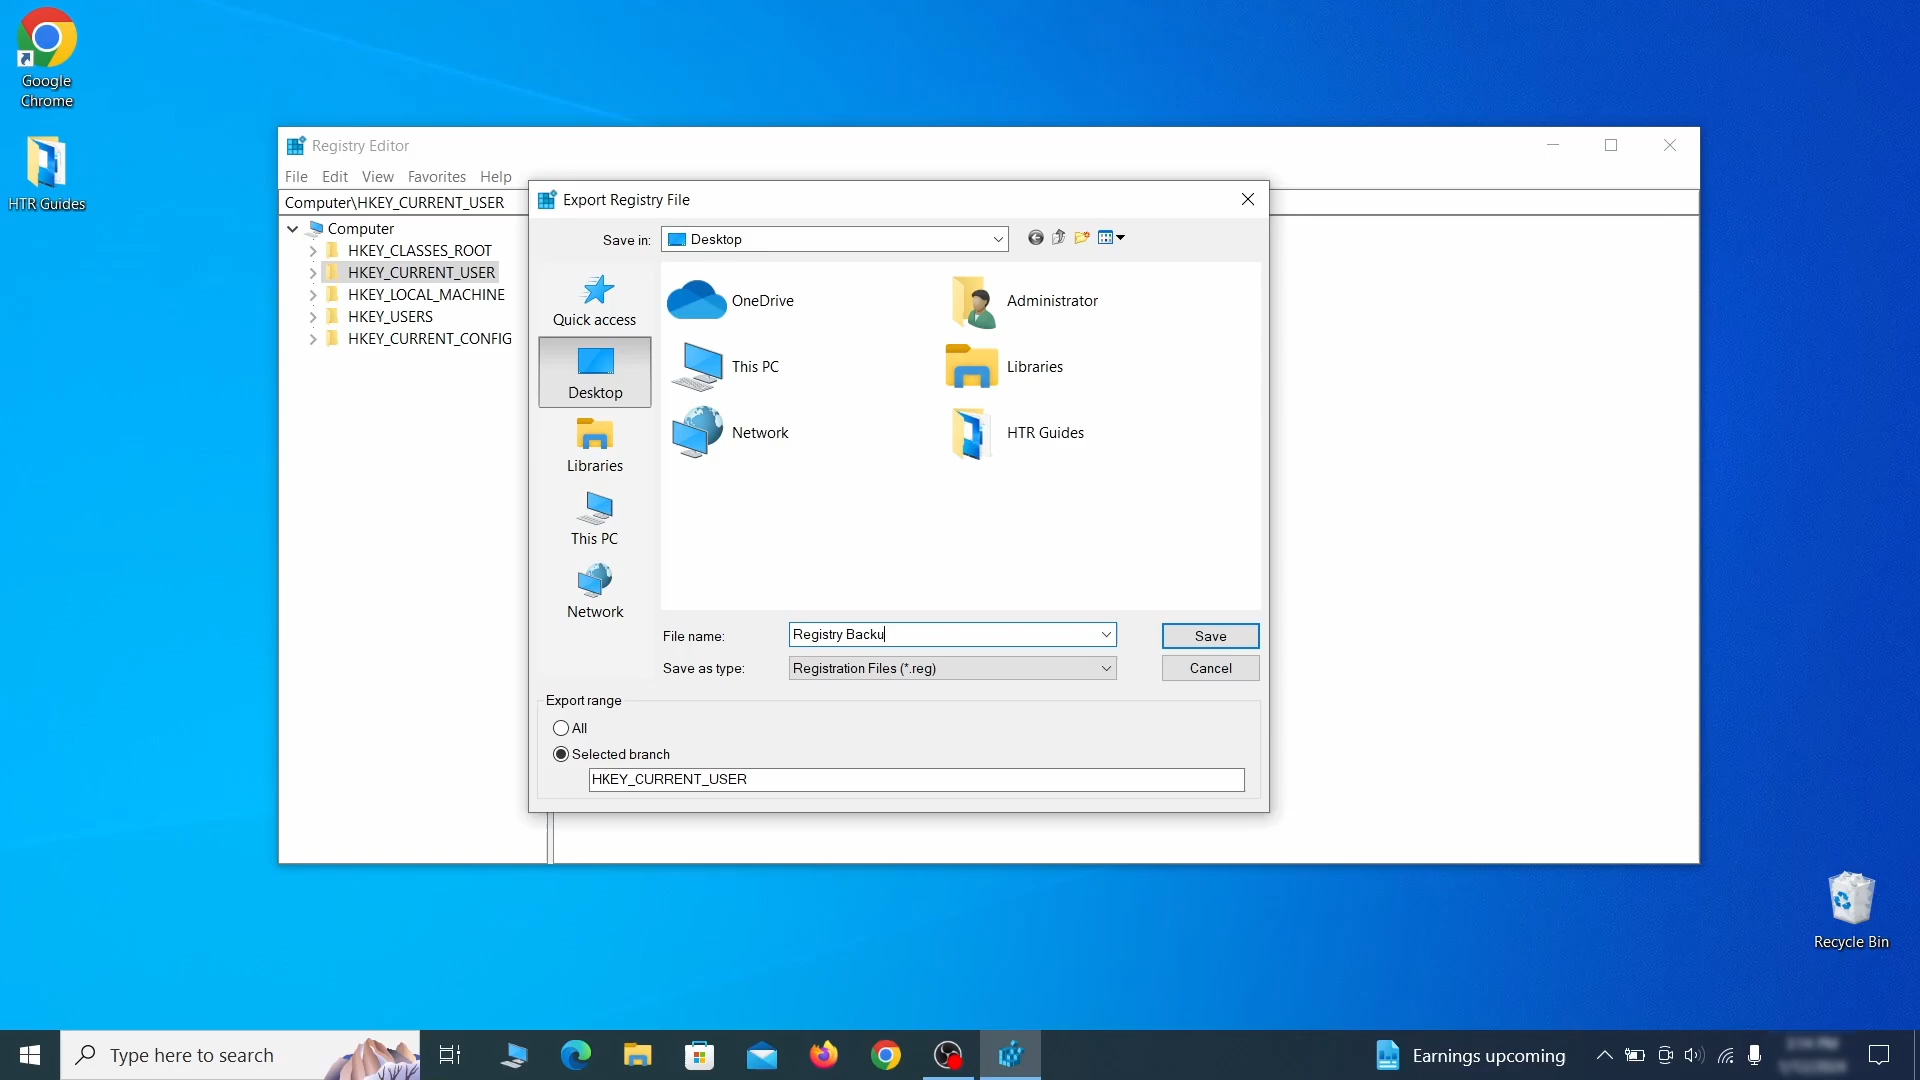 Google
Chrome
HTR Guides
Registry Editor
File Edit View Favorites Help
Computer\HKEY_CURRENT_USER
Computer
HKEY_CLASSES_ROOT
HKEY_CURRENT_USER
HKEY_LOCAL_MACHINE
HKEY_USERS
HKEY_CURRENT_CONFIG
Export Registry File
Save in: Desktop
Quick access
Desktop
Libraries
This PC
Network
OneDrive Administrator
This PC Libraries
Network HTR Guides
File name: Registry Backu Save
Save as type: Registration Files (*.reg) Cancel
Export range
All
Selected branch
HKEY_CURRENT_USER
Recycle Bin
Type here to search
Earnings upcoming